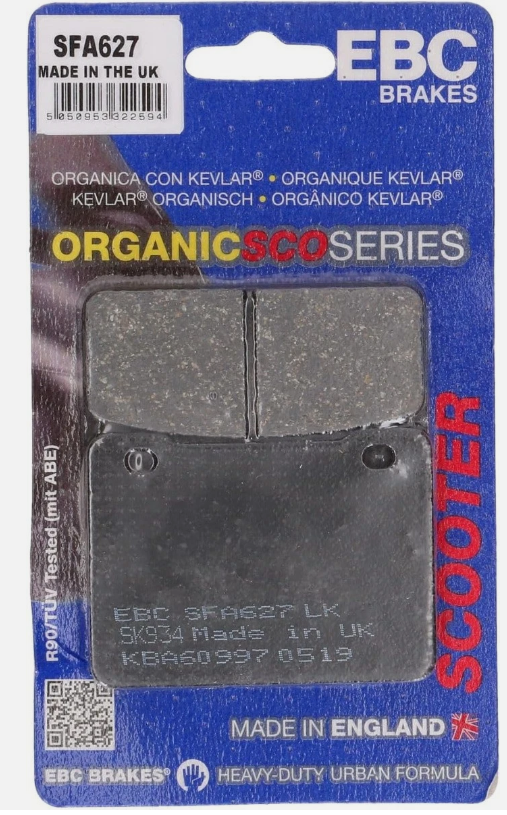 SFA627
MADE IN THE UK
5 050953 322594
EBC
BRAKES
ORGANICA CON KEVLAR® • ORGANIQUE KEVLAR®
KEVLAR® ORGANISCH • ORGÂNICO KEVLAR®
ORGANICSCOSERIES
SCOOTER
R90/TÜV Tested (mit ABE)
EBC SFA627 LK
SK934 Made in UK
KBA60997 0519
MADE IN ENGLAND
EBC BRAKES® HEAVY-DUTY URBAN FORMULA